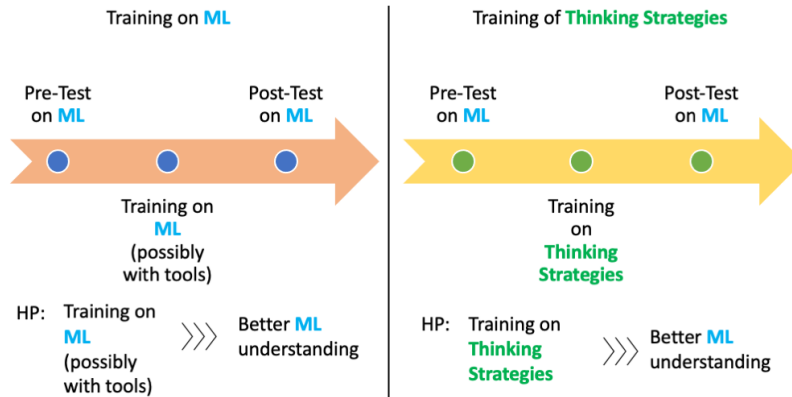 Training on ML
Pre-Test
on ML
Post-Test
on ML
Training on
ML
(possibly
with tools)
HP:
Training on
ML
(possibly
with tools)
Better ML
understanding
Training of Thinking Strategies
Pre-Test
on ML
Post-Test
on ML
Training
on
Thinking
Strategies
HP:
Training on
Thinking
Strategies
Better ML
understanding